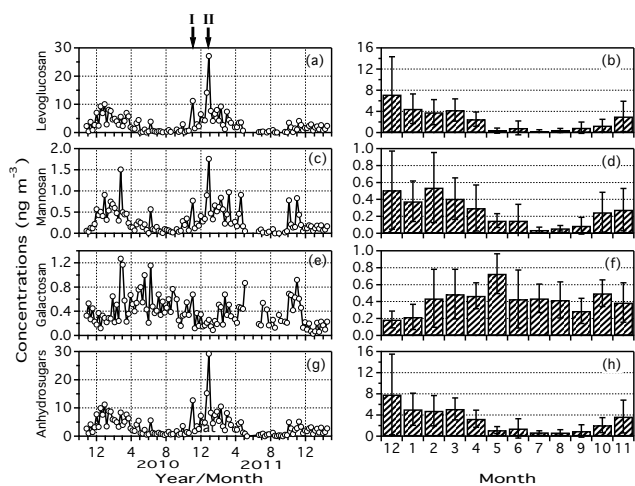 I II
30
20
10
0
Levoglucosan
(a)
16
12
8
4
0
(b)
2.0
1.5
1.0
0.5
0.0
Mannosan
(c)
1.0
0.8
0.6
0.4
0.2
0.0
(d)
1.2
0.8
0.4
0.0
Galactosan
(e)
1.0
0.8
0.6
0.4
0.2
0.0
(f)
30
20
10
0
Anhydrosugars
(g)
16
12
8
4
0
(h)
Concentrations (ng m⁻³)
12 4 8 12 4 8 12
2010 2011
Year/Month
12 1 2 3 4 5 6 7 8 9 10 11
Month